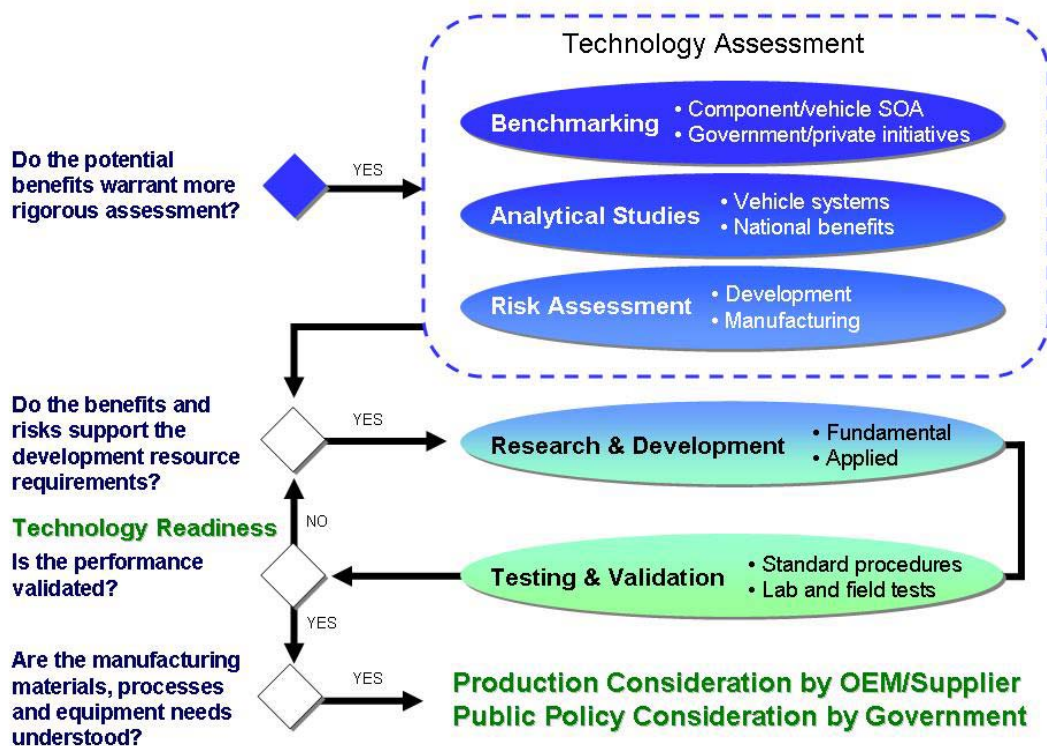 Technology Assessment
Benchmarking
• Component/vehicle SOA
• Government/private initiatives
Do the potential
benefits warrant more
rigorous assessment?
YES
Analytical Studies
• Vehicle systems
• National benefits
Risk Assessment
• Development
• Manufacturing
Do the benefits and
risks support the
development resource
requirements?
YES
Research & Development
• Fundamental
• Applied
NO
Technology Readiness
Is the performance
validated?
Testing & Validation
• Standard procedures
• Lab and field tests
YES
Are the manufacturing
materials, processes
and equipment needs
understood?
YES
Production Consideration by OEM/Supplier
Public Policy Consideration by Government